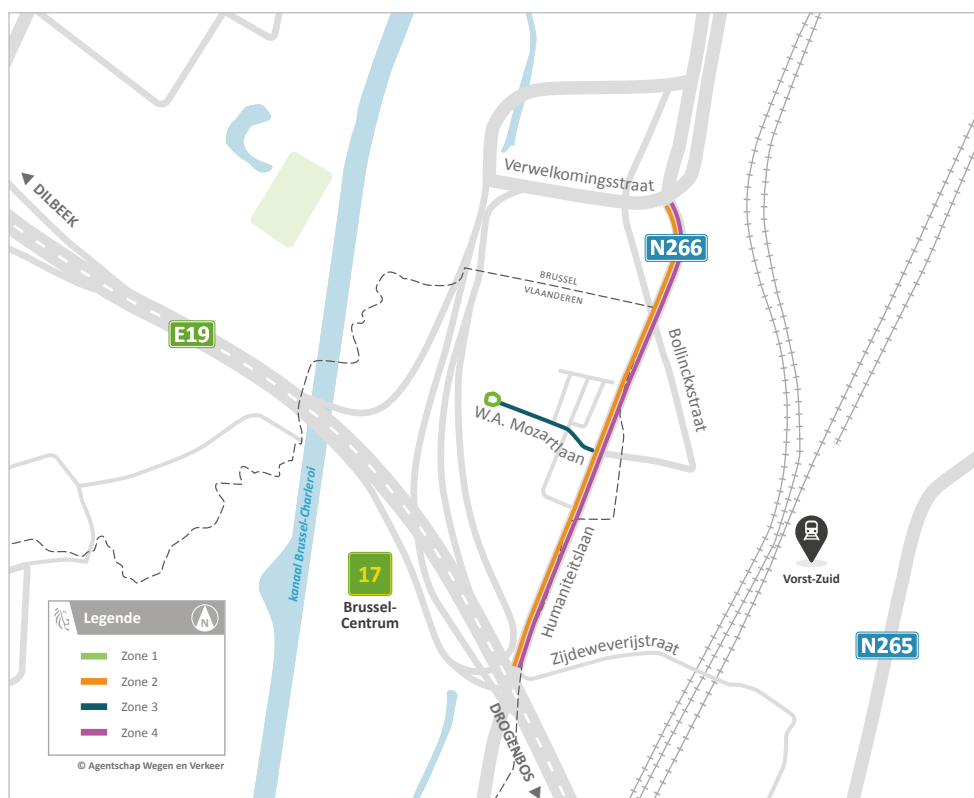 Verwelkomingsstraat
DILBEEK
N266
BRUSSEL
VLAANDEREN
E19
Bollinckxstraat
W.A. Mozartlaan
kanaal Brussel-Charleroi
Humaniteitslaan
Vorst-Zuid
17
Brussel-
Centrum
Zijdeweverijstraat
N265
DROGENBOS
Legende
N
Zone 1
Zone 2
Zone 3
Zone 4
© Agentschap Wegen en Verkeer